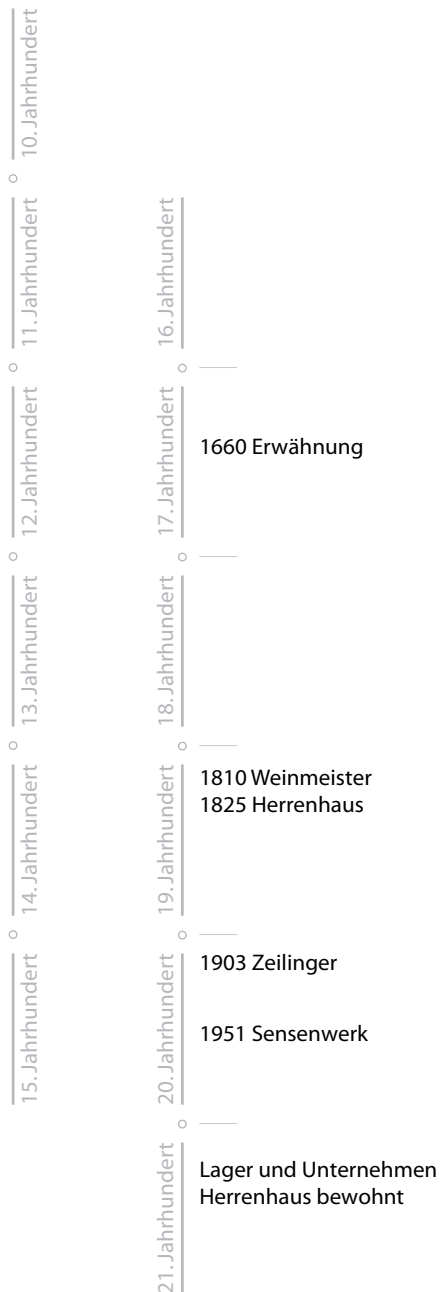 10. Jahrhundert
11. Jahrhundert
12. Jahrhundert
13. Jahrhundert
14. Jahrhundert
15. Jahrhundert
16. Jahrhundert
17. Jahrhundert
1660 Erwähnung
18. Jahrhundert
19. Jahrhundert
1810 Weinmeister
1825 Herrenhaus
20. Jahrhundert
1903 Zeilinger
1951 Sensenwerk
21. Jahrhundert
Lager und Unternehmen
Herrenhaus bewohnt